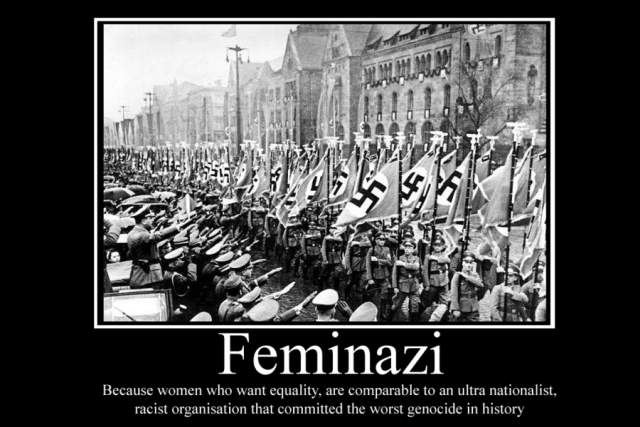 Feminazi
Because women who want equality, are comparable to an ultra nationalist,
racist organisation that committed the worst genocide in history